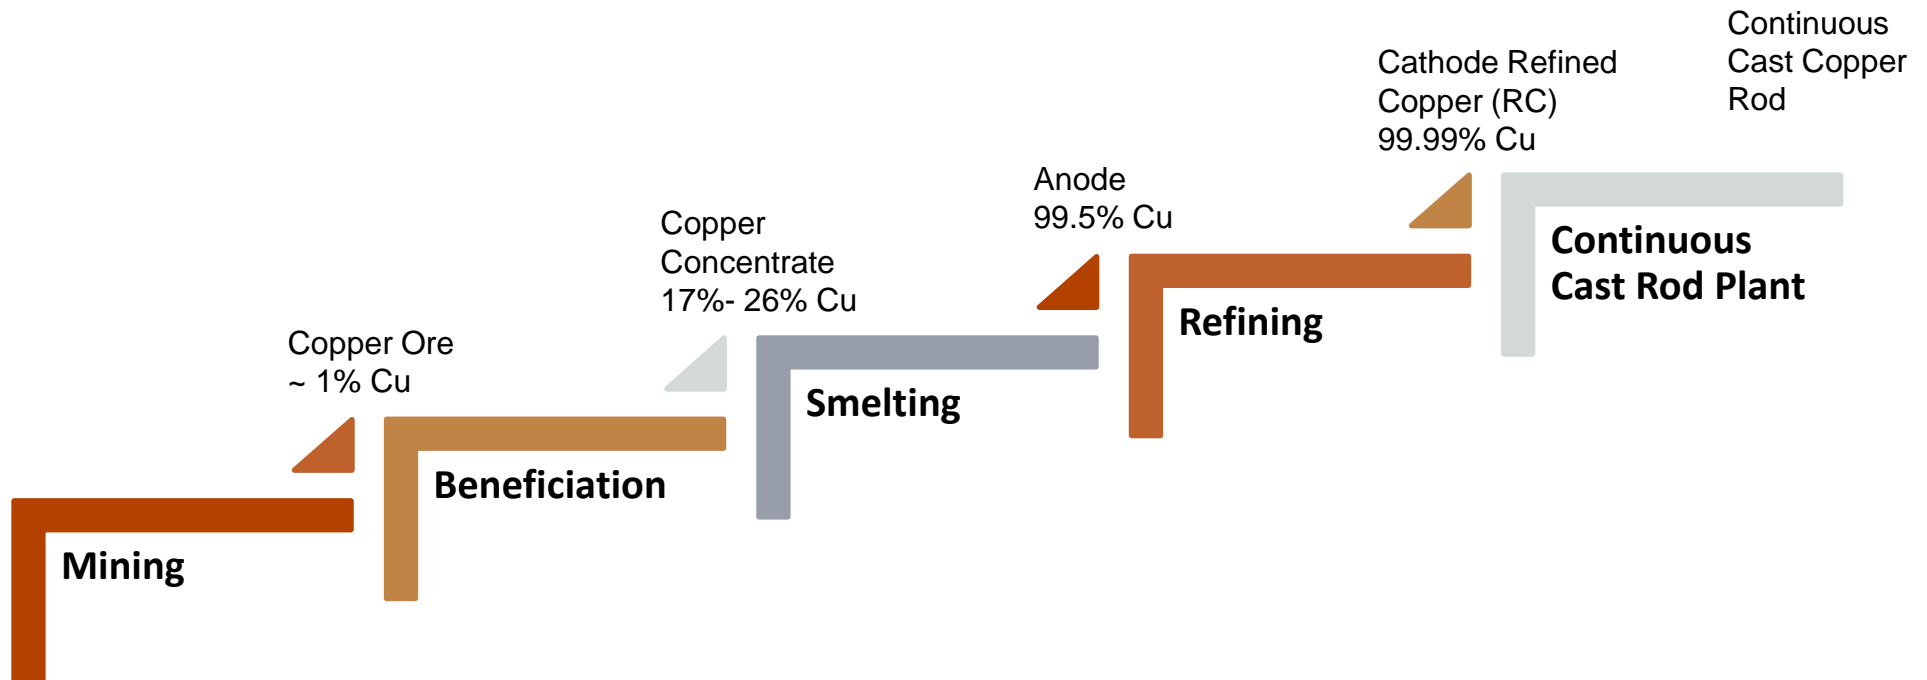 Mining
Copper Ore
~ 1% Cu
Beneficiation
Copper
Concentrate
17%- 26% Cu
Smelting
Anode
99.5% Cu
Refining
Cathode Refined
Copper (RC)
99.99% Cu
Continuous
Cast Rod Plant
Continuous
Cast Copper
Rod